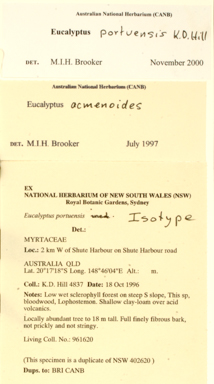 Australian National Herbarium (CANB)
Eucalyptus portuensis K.D. Hill
DET. M.I.H. Brooker November 2000
Australian National Herbarium (CANB)
Eucalyptus acmenoides
DET. M.I.H. Brooker July 1997
EX
NATIONAL HERBARIUM OF NEW SOUTH WALES (NSW)
Royal Botanic Gardens, Sydney
Eucalyptus portuensis Isotype
Det.:
MYRTACEAE
Loc.: 2 km W of Shute Harbour on Shute Harbour road
AUSTRALIA QLD
Lat. 20°17'18"S Long. 148°46'04"E Alt.: m.
Coll.: K.D. Hill 4837 Date: 18 Oct 1996
Notes: Low wet sclerophyll forest on steep S slope, This sp,
bloodwood, Lophostemon. Shallow clay-loam over acid
volcanics.
Locally abundant tree to 18 m tall. Full finely fibrous bark,
not prickly and not stringy.
Living Coll. No.: 961620
(This specimen is a duplicate of NSW 402620 )
Dups. to: BRI CANB